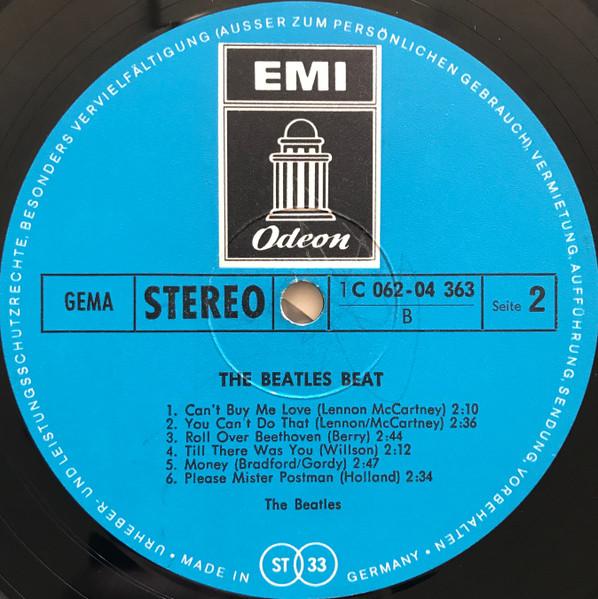 EMI
Odeon
GEMA
STEREO
1 C 062-04 363
B
Seite 2
THE BEATLES BEAT
1. Can't Buy Me Love (Lennon McCartney) 2:10
2. You Can't Do That (Lennon/McCartney) 2:36
3. Roll Over Beethoven (Berry) 2:44
4. Till There Was You (Willson) 2:12
5. Money (Bradford/Gordy) 2:47
6. Please Mister Postman (Holland) 2:34
The Beatles
ST 33
• URHEBER- UND LEISTUNGSSCHUTZRECHTE, BESONDERS VERVIELFÄLTIGUNG (AUSSER ZUM PERSÖNLICHEN GEBRAUCH), VERMIETUNG, AUFFÜHRUNG, SENDUNG, VORBEHALTEN •
MADE IN GERMANY